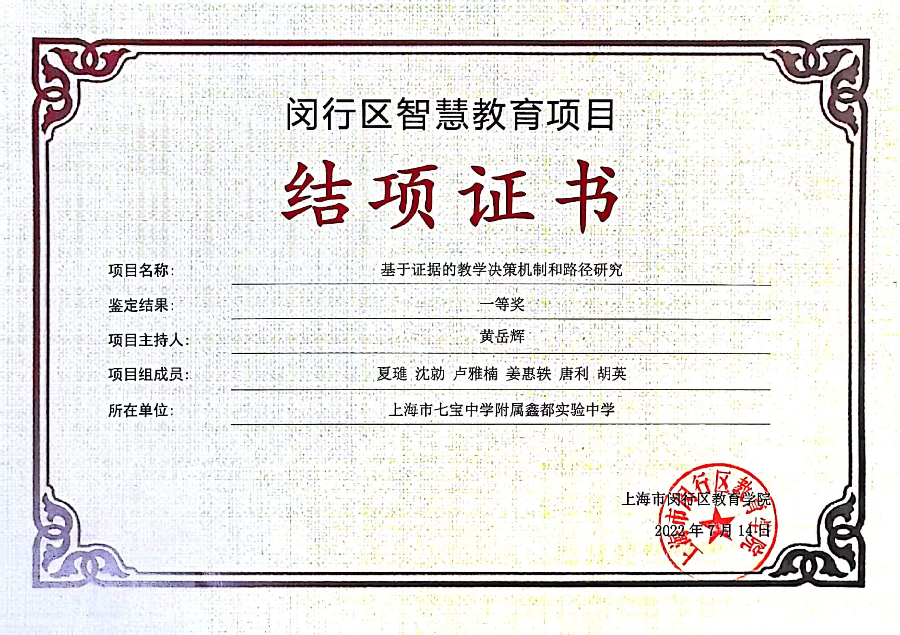 闵行区智慧教育项目
结项证书
项目名称: 基于证据的教学决策机制和路径研究
鉴定结果: 一等奖
项目主持人: 黄岳辉
项目组成员: 夏琟 沈勍 卢雅楠 姜惠轶 唐利 胡英
所在单位: 上海市七宝中学附属鑫都实验中学
上海市闵行区教育学院
2022年7月14日
上海市闵行区教育学院